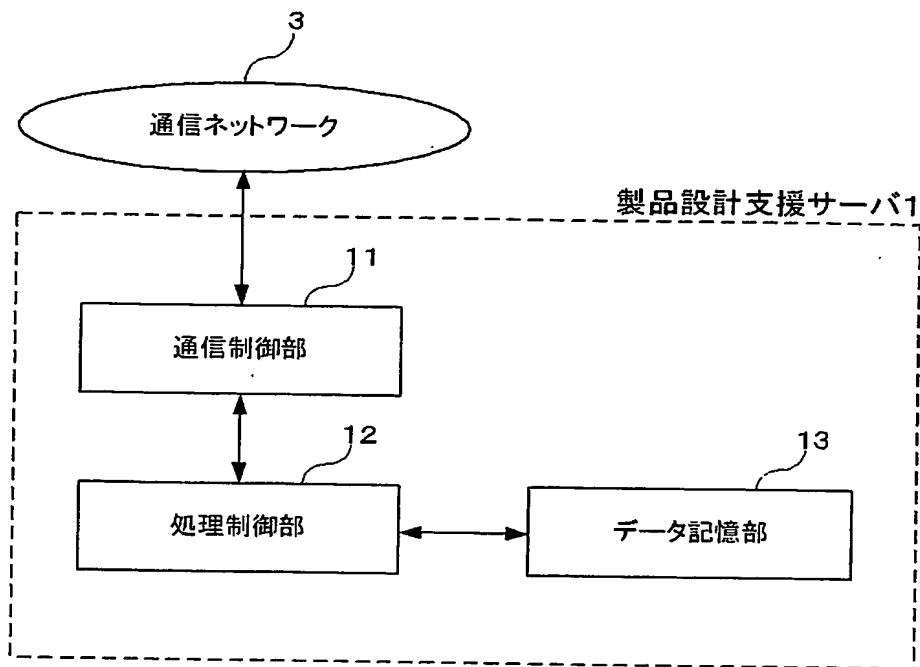 3
通信ネットワーク
製品設計支援サーバ1
11
通信制御部
12
処理制御部
13
データ記憶部